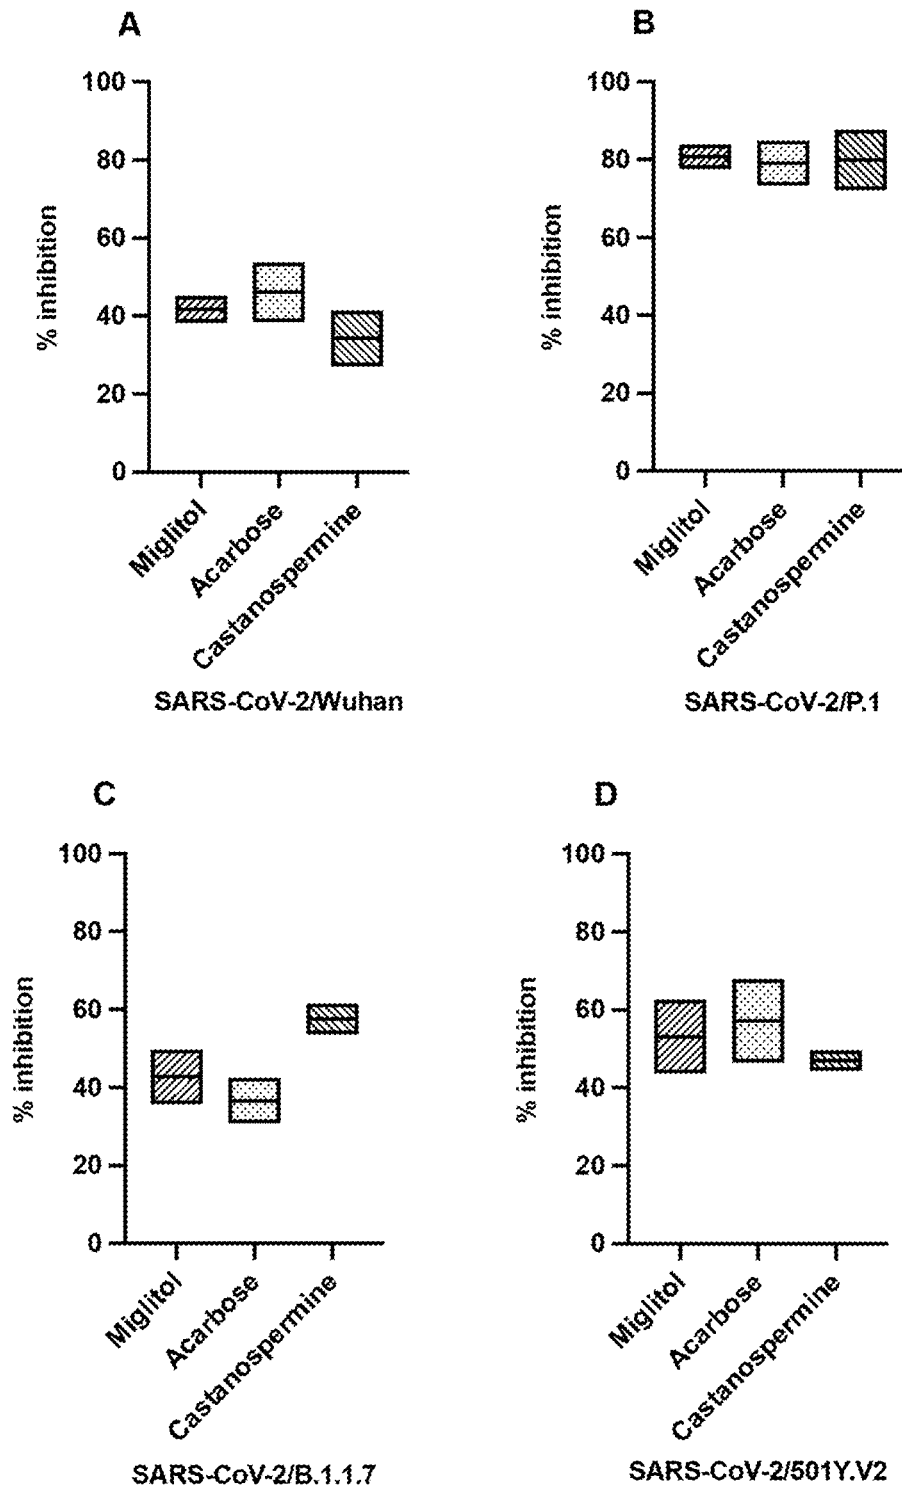 A
100
80
60
40
20
0
% inhibition
Miglitol
Acarbose
Castanospermine
SARS-CoV-2/Wuhan
B
100
80
60
40
20
0
% inhibition
Miglitol
Acarbose
Castanospermine
SARS-CoV-2/P.1
C
100
80
60
40
20
0
% inhibition
Miglitol
Acarbose
Castanospermine
SARS-CoV-2/B.1.1.7
D
100
80
60
40
20
0
% inhibition
Miglitol
Acarbose
Castanospermine
SARS-CoV-2/501Y.V2